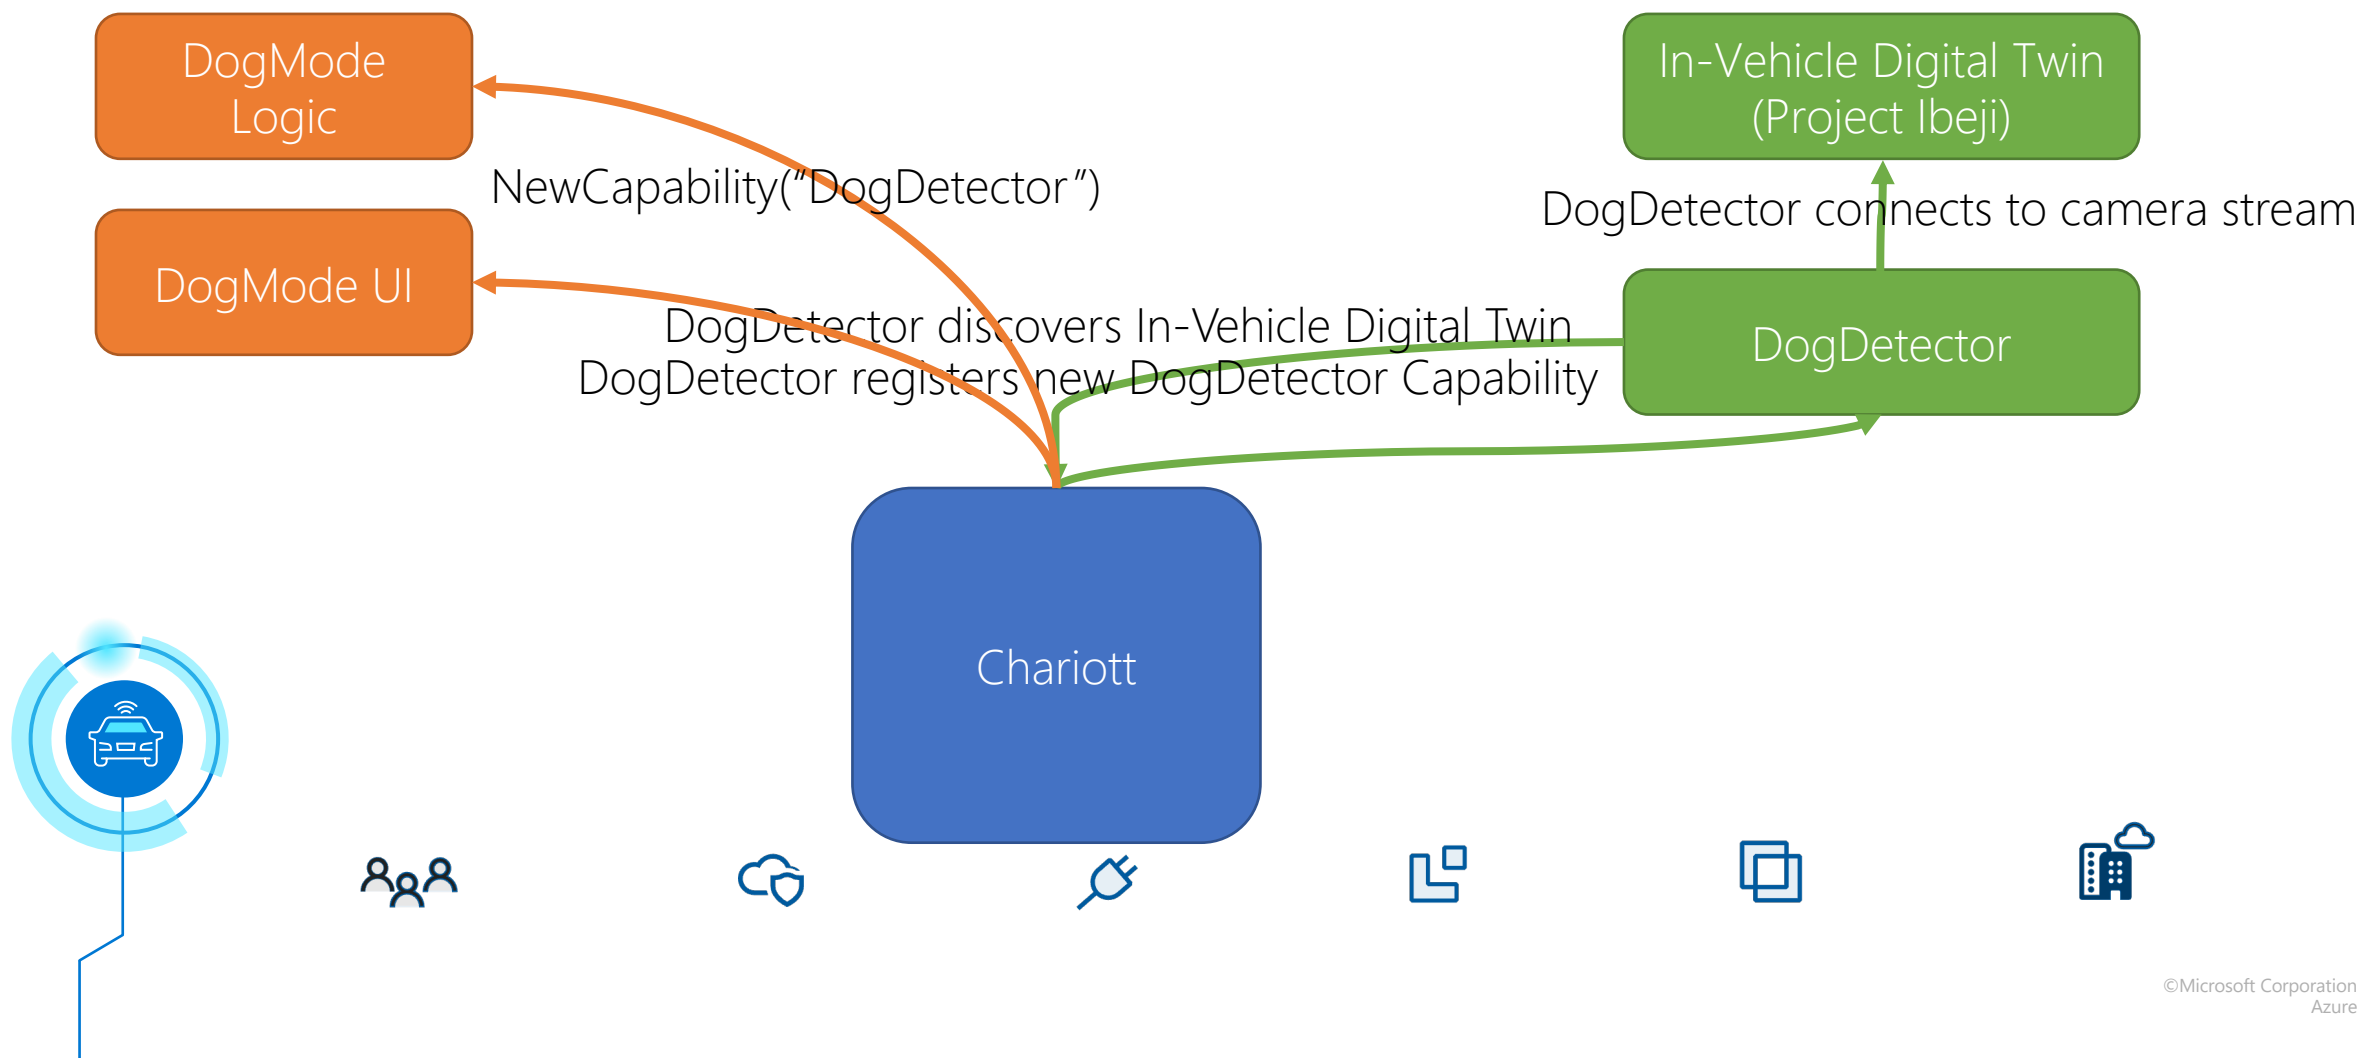 DogMode
Logic
In-Vehicle Digital Twin
(Project Ibeji)
NewCapability(“DogDetector”)
DogDetector connects to camera stream
DogMode UI
DogDetector discovers In-Vehicle Digital Twin
DogDetector registers new DogDetector Capability
DogDetector
Chariott
©Microsoft Corporation
Azure